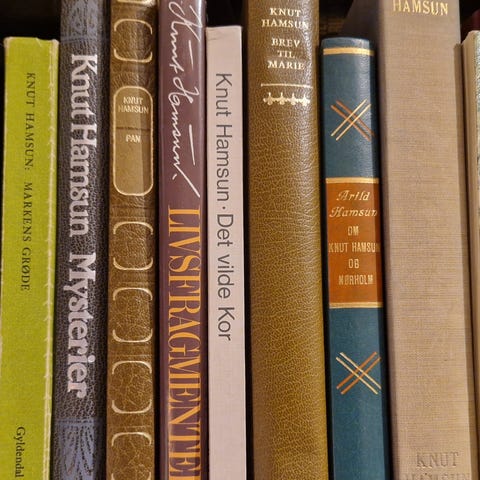 KNUT HAMSUN: MARKENS GRØDE
Gyldendal
Knut Hamsun Mysterier
KNUT
HAMSUN
PAN
Knut Hamsun.
LIVSFRAGMENTER
Knut Hamsun · Det vilde Kor
KNUT
HAMSUN
BREV
TIL
MARIE
Arild
Hamsun
OM
KNUT HAMSUN
OG
NØRHOLM
HAMSUN
KNUT
HAMSUN